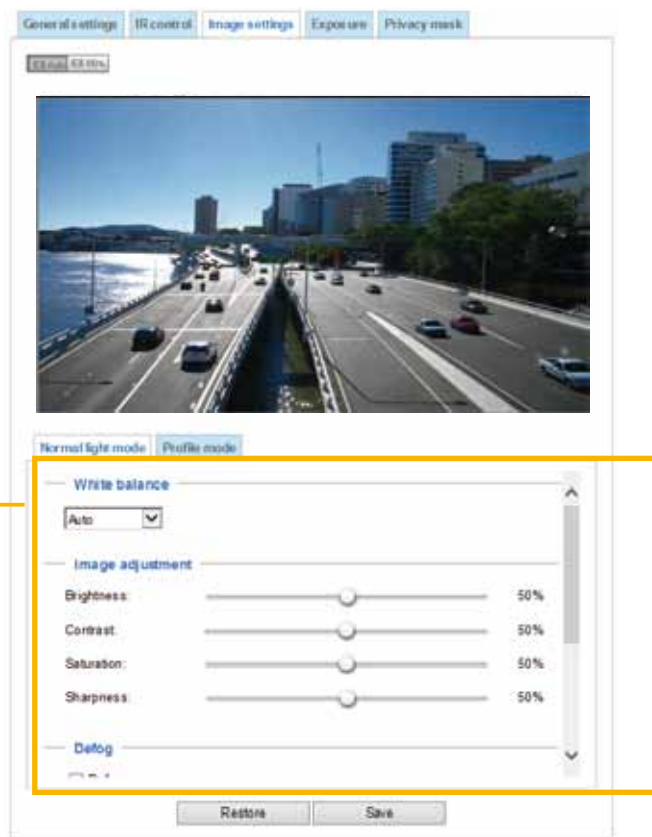 General settings IR control Image settings Exposure Privacy mask
Normal light mode Profile mode
White balance
Auto
Image adjustment
Brightness: 50%
Contrast: 50%
Saturation: 50%
Sharpness: 50%
Defog
Restore Save